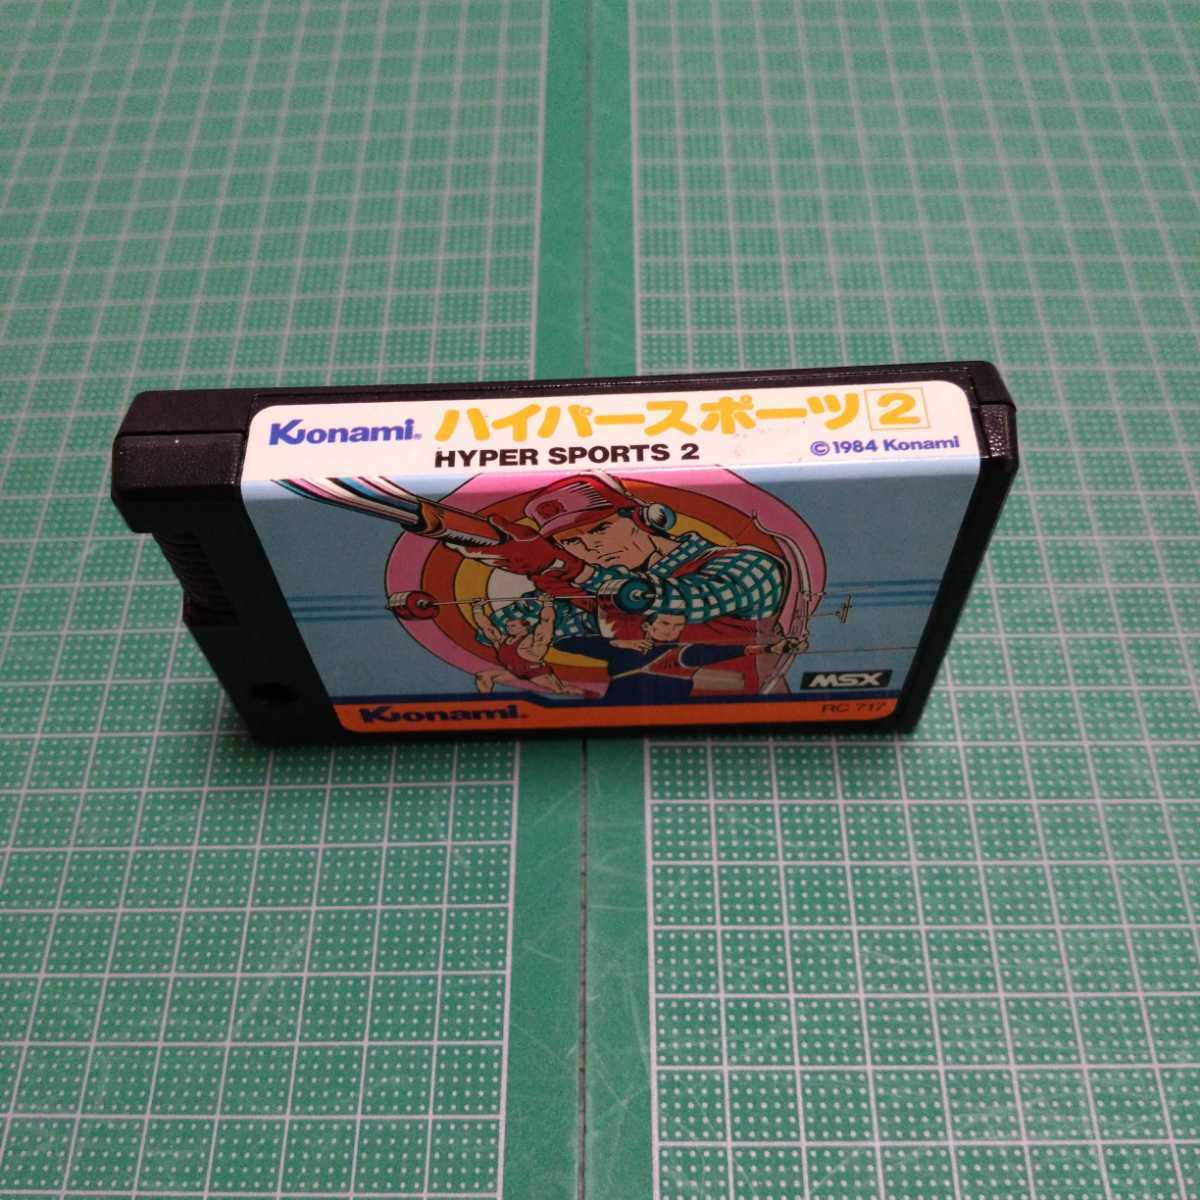 Konami® ハイパースポーツ 2
HYPER SPORTS 2
©1984 Konami
MSX
Konami®
RC 717